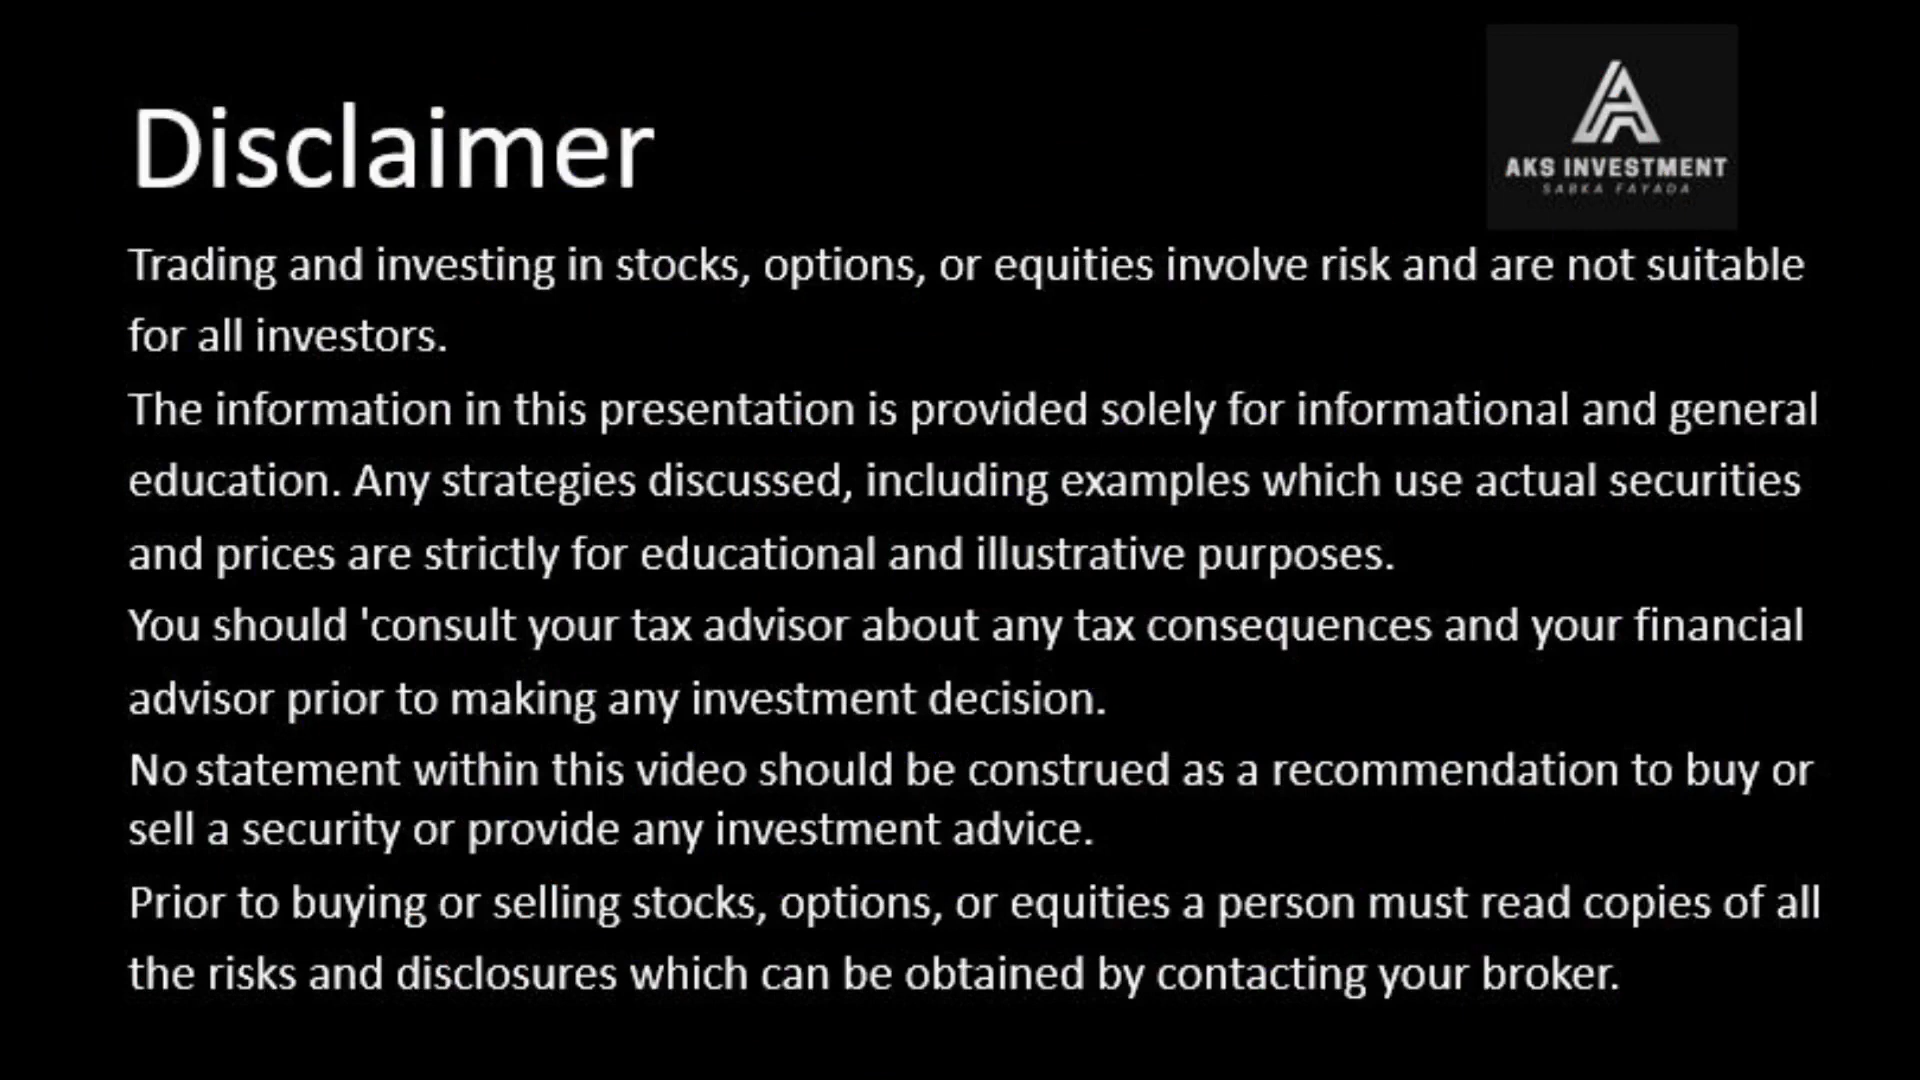 AKS INVESTMENT
SABKA FAYADA
Disclaimer
Trading and investing in stocks, options, or equities involve risk and are not suitable
for all investors.
The information in this presentation is provided solely for informational and general
education. Any strategies discussed, including examples which use actual securities
and prices are strictly for educational and illustrative purposes.
You should 'consult your tax advisor about any tax consequences and your financial
advisor prior to making any investment decision.
No statement within this video should be construed as a recommendation to buy or
sell a security or provide any investment advice.
Prior to buying or selling stocks, options, or equities a person must read copies of all
the risks and disclosures which can be obtained by contacting your broker.